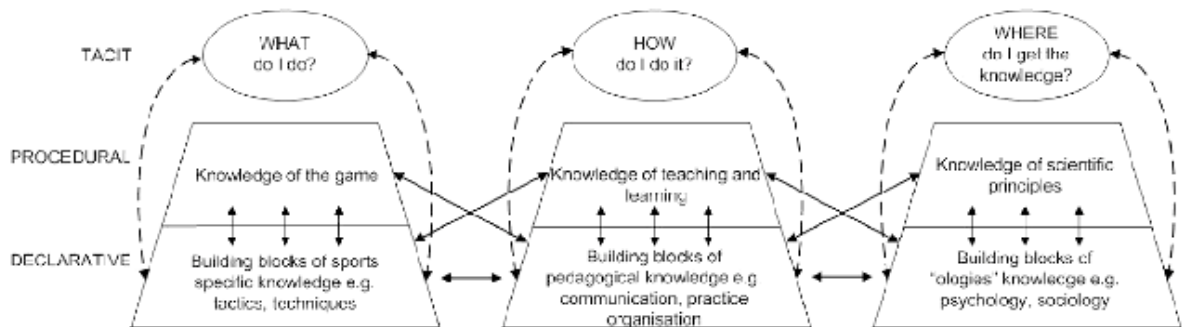 TACIT
WHAT
do I do?
HOW
do I do it?
WHERE
do I get the
knowledge?
PROCEDURAL
Knowledge of the game
Knowledge of teaching and
learning
Knowledge of scientific
principles
DECLARATIVE
Building blocks of sports
specific knowledge e.g.
tactics, techniques
Building blocks of
pedagogical knowledge e.g
communication, practice
organisation
Building blocks of
"ologies" knowledge e.g.
psychology, sociology